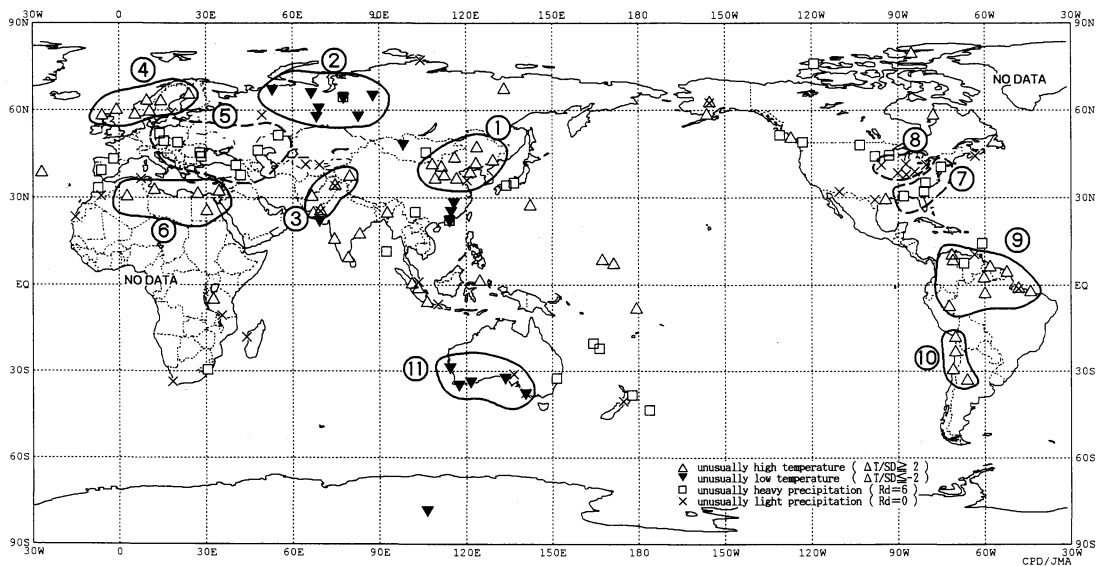 30W 0 30E 60E 90E 120E 150E 180 150W 120W 90W 60W 30W
90N 90N
④ ②
NO DATA
60N 60N
⑤ ① ⑧
⑦
30N 30N
⑥ ③
⑨
NO DATA
EQ EQ
⑩
⑪
30S 30S
60S 60S
△ unusually high temperature ( ΔT/SD≧ 2 )
▼ unusually low temperature ( ΔT/SD≦-2 )
□ unusually heavy precipitation ( Rd=6 )
× unusually light precipitation ( Rd=0 )
90S 90S
30W 0 30E 60E 90E 120E 150E 180 150W 120W 90W 60W 30W
CPD/JMA